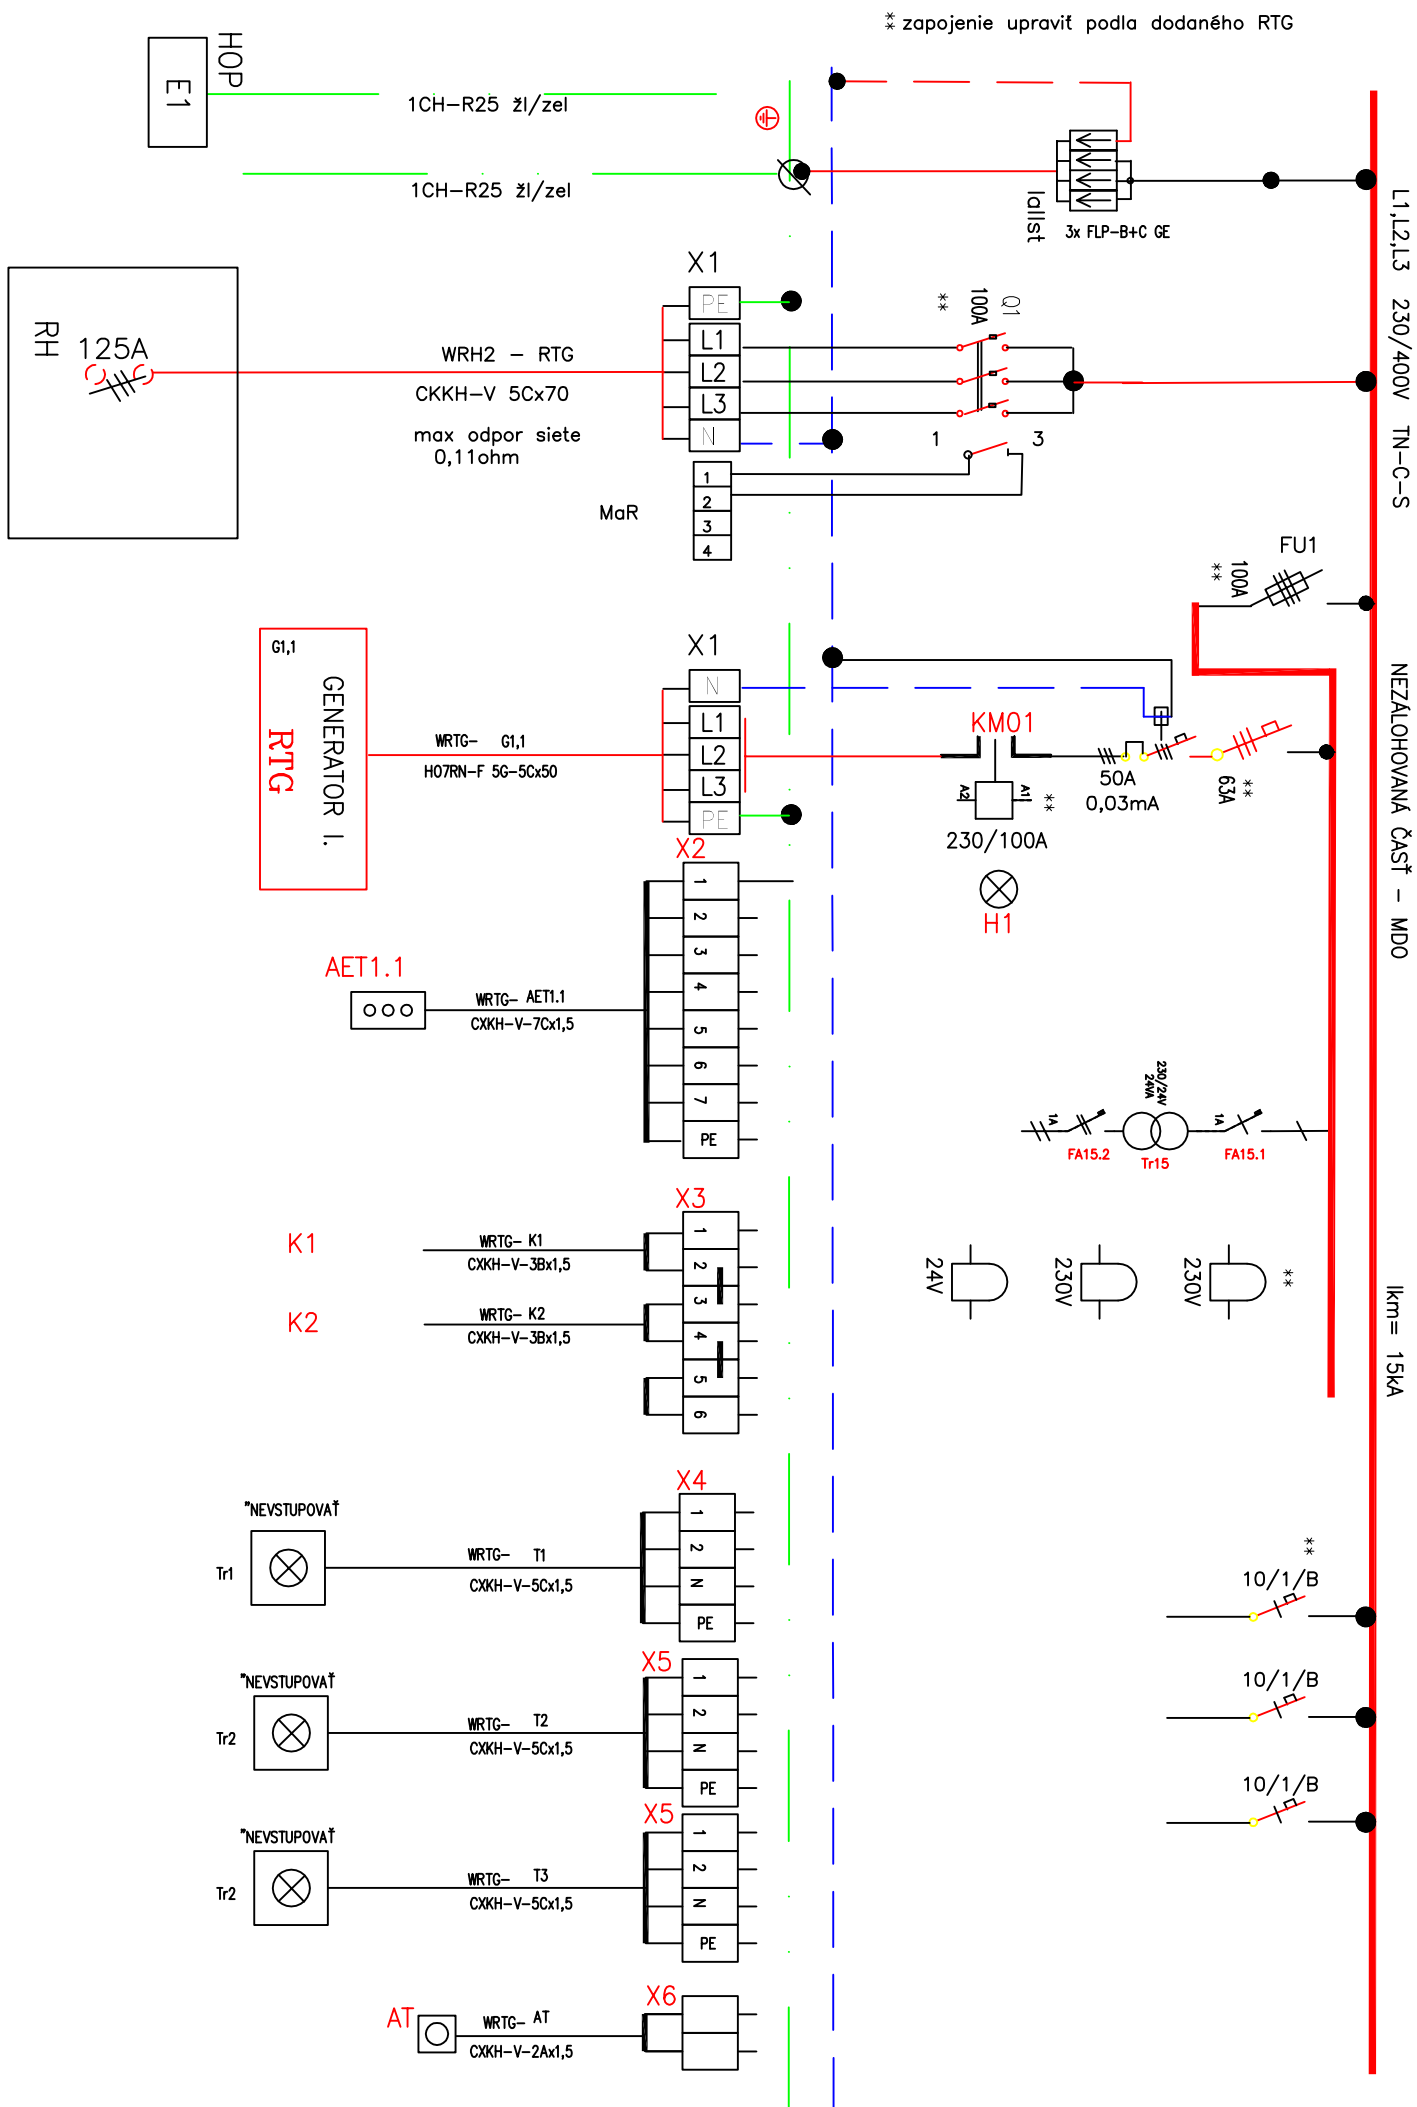 ** zapojenie upraviť podla dodaného RTG
HOP
E1
1CH-R25 žl/zel
1CH-R25 žl/zel
Iallst
3x FLP-B+C GE
L1,L2,L3 230/400V TN-C-S
X1
PE
L1
L2
L3
N
Q1
100A
**
RH
125A
WRH2 - RTG
CKKH-V 5Cx70
max odpor siete
0,11ohm
1
3
MaR
1
2
3
4
FU1
100A
**
NEZÁLOHOVANÁ ČASŤ - MDO
G1,1
GENERATOR I.
RTG
WRTG- G1,1
H07RN-F 5G-5Cx50
X1
N
L1
L2
L3
PE
KM01
A2
A1
**
230/100A
H1
50A
0,03mA
63A
**
X2
1
2
3
4
5
6
7
PE
AET1.1
WRTG- AET1.1
CXKH-V-7Cx1,5
230/24V
24VA
1A
1A
FA15.2
Tr15
FA15.1
X3
1
2
3
4
5
6
K1
WRTG- K1
CXKH-V-3Bx1,5
K2
WRTG- K2
CXKH-V-3Bx1,5
24V
230V
230V
**
Ikm= 15kA
X4
1
2
N
PE
"NEVSTUPOVAŤ
Tr1
WRTG- T1
CXKH-V-5Cx1,5
**
10/1/B
X5
1
2
N
PE
"NEVSTUPOVAŤ
Tr2
WRTG- T2
CXKH-V-5Cx1,5
10/1/B
X5
1
2
N
PE
"NEVSTUPOVAŤ
Tr2
WRTG- T3
CXKH-V-5Cx1,5
10/1/B
X6
AT
WRTG- AT
CXKH-V-2Ax1,5